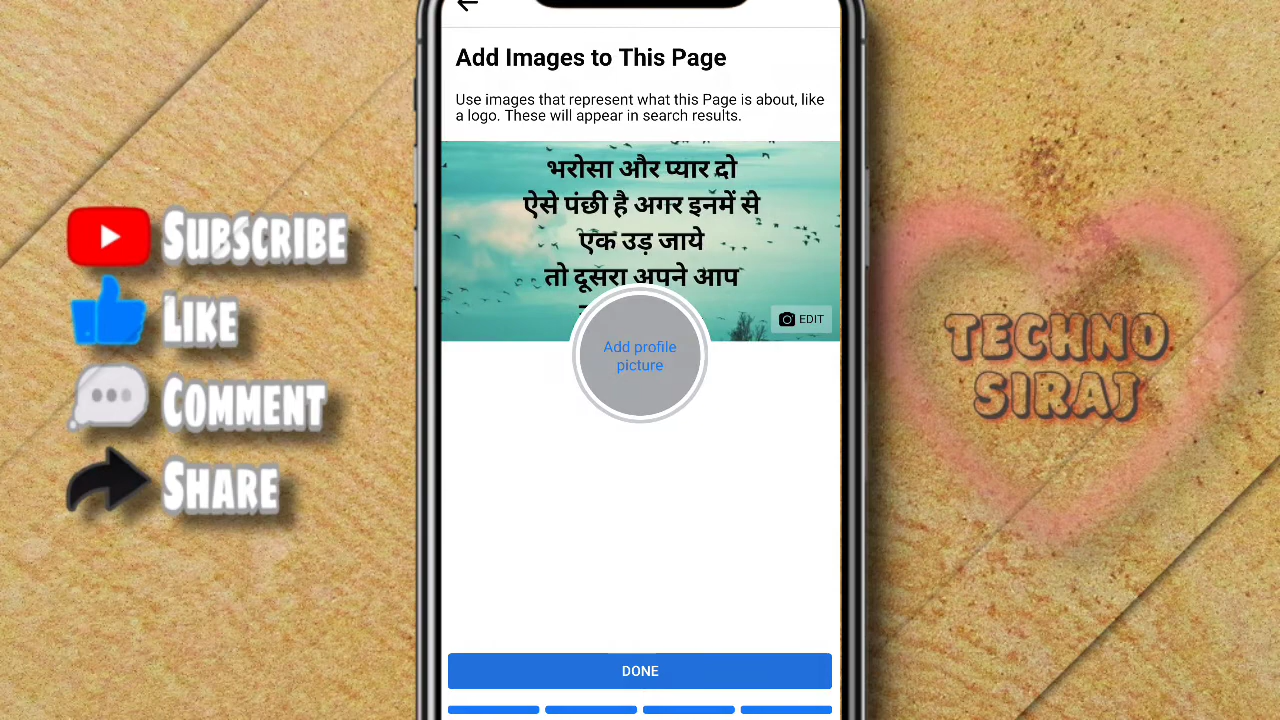 Add Images to This Page
Use images that represent what this Page is about, like
a logo. These will appear in search results.
भरोसा और प्यार दो
ऐसे पंछी है अगर इनमें से
एक उड़ जाये
तो दूसरा अपने आप
EDIT
Add profile
picture
DONE
SUBSCRIBE
LIKE
COMMENT
SHARE
TECHNO
SIRAJ